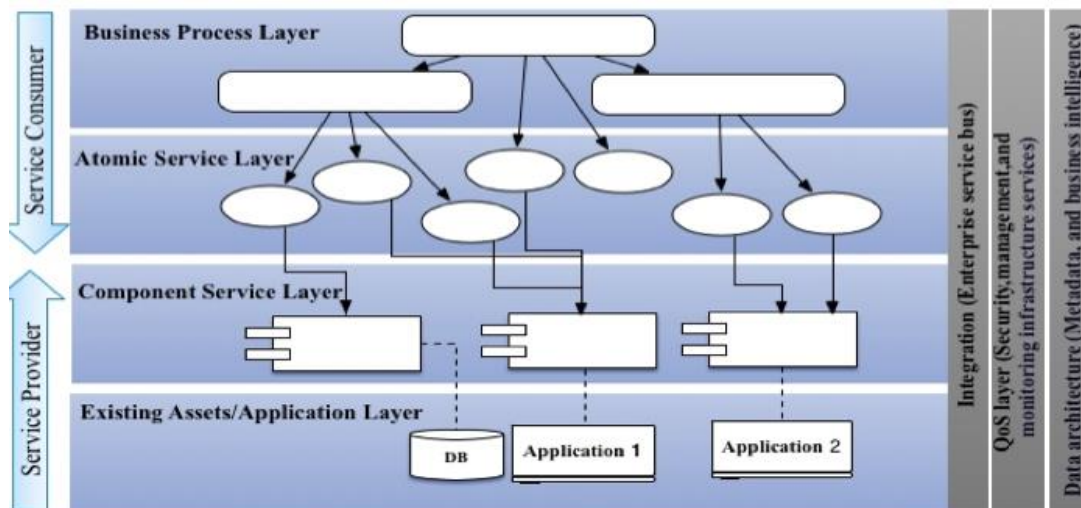 Service Consumer
Service Provider
Business Process Layer
Atomic Service Layer
Component Service Layer
Existing Assets/Application Layer
DB
Application 1
Application 2
Integration (Enterprise service bus)
QoS layer (Security,management,and
monitoring infrastructure services)
Data architecture (Metadata, and business intelligence)